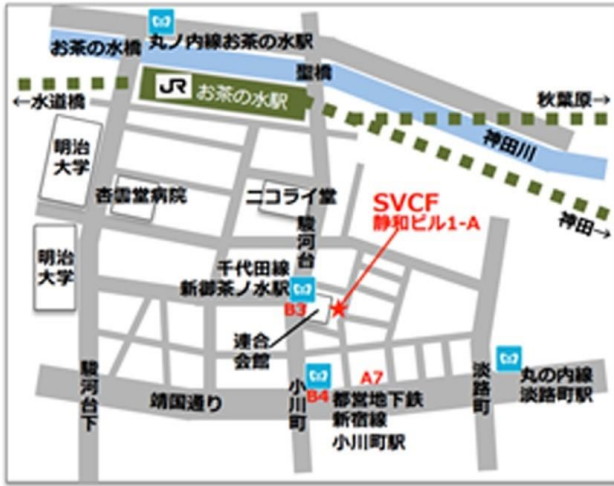 丸ノ内線お茶の水駅
お茶の水橋
聖橋
JR お茶の水駅
←水道橋
秋葉原→
神田川
明治
大学
杏雲堂病院
ニコライ堂
SVCF
静和ビル1-A
神田→
駿河台
明治
大学
千代田線
新御茶ノ水駅
B3
連合
会館
駿河台下
靖国通り
小川町
B4
A7
都営地下鉄
新宿線
小川町駅
淡路町
丸の内線
淡路町駅